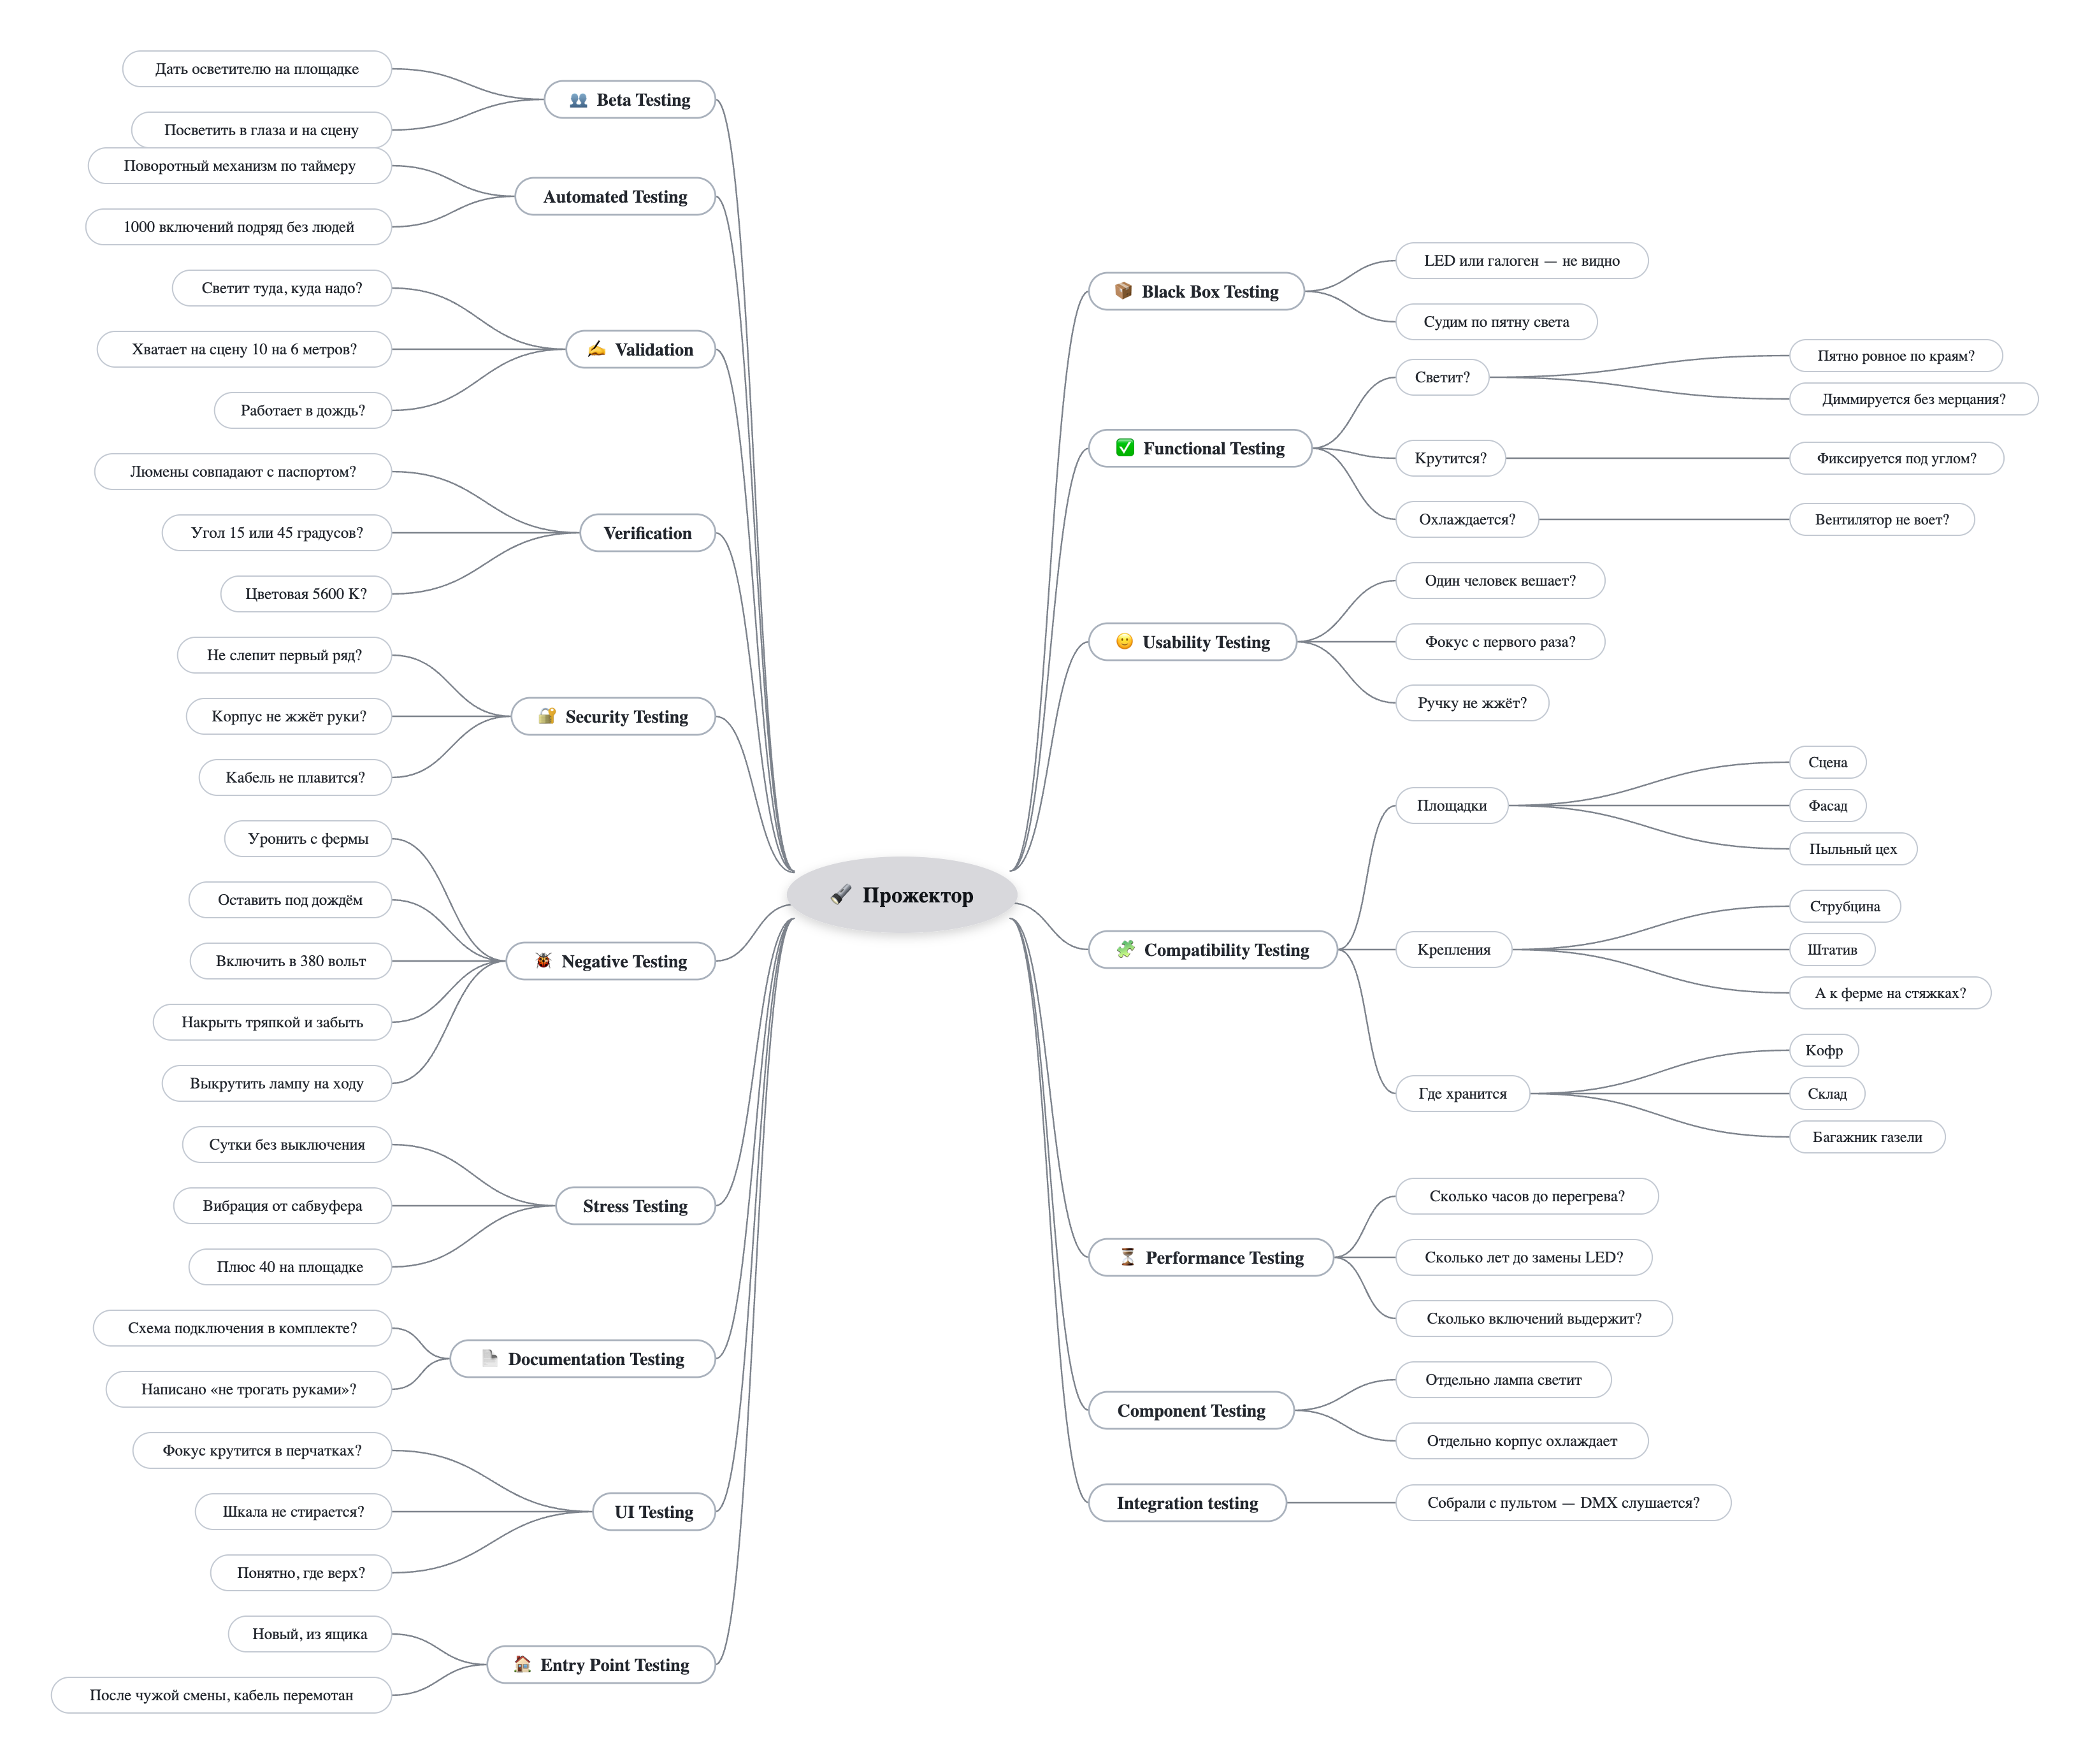 Прожектор
Beta Testing
Дать осветителю на площадке
Посветить в глаза и на сцену
Automated Testing
Поворотный механизм по таймеру
1000 включений подряд без людей
Validation
Светит туда, куда надо?
Хватает на сцену 10 на 6 метров?
Работает в дождь?
Verification
Люмены совпадают с паспортом?
Угол 15 или 45 градусов?
Цветовая 5600 K?
Security Testing
Не слепит первый ряд?
Корпус не жжёт руки?
Кабель не плавится?
Negative Testing
Уронить с фермы
Оставить под дождём
Включить в 380 вольт
Накрыть тряпкой и забыть
Выкрутить лампу на ходу
Stress Testing
Сутки без выключения
Вибрация от сабвуфера
Плюс 40 на площадке
Documentation Testing
Схема подключения в комплекте?
Написано «не трогать руками»?
UI Testing
Фокус крутится в перчатках?
Шкала не стирается?
Понятно, где верх?
Entry Point Testing
Новый, из ящика
После чужой смены, кабель перемотан
Black Box Testing
LED или галоген — не видно
Судим по пятну света
Functional Testing
Светит?
Пятно ровное по краям?
Диммируется без мерцания?
Крутится?
Фиксируется под углом?
Охлаждается?
Вентилятор не воет?
Usability Testing
Один человек вешает?
Фокус с первого раза?
Ручку не жжёт?
Compatibility Testing
Площадки
Сцена
Фасад
Пыльный цех
Крепления
Струбцина
Штатив
А к ферме на стяжках?
Где хранится
Кофр
Склад
Багажник газели
Performance Testing
Сколько часов до перегрева?
Сколько лет до замены LED?
Сколько включений выдержит?
Component Testing
Отдельно лампа светит
Отдельно корпус охлаждает
Integration testing
Собрали с пультом — DMX слушается?